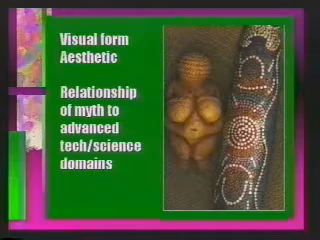 Visual form
Aesthetic
Relationship
of myth to
advanced
tech/science
domains